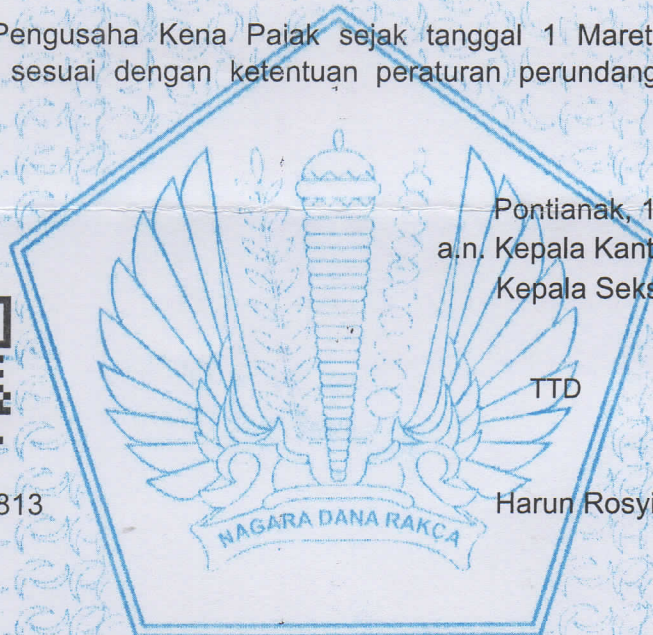 Pengusaha Kena Paiak sejak tanggal 1 Maret
sesuai dengan ketentuan peraturan perundang
Pontianak, 1
a.n. Kepala Kant
Kepala Seks
TTD
813
Harun Rosyi
NAGARA DANA RAKÇA